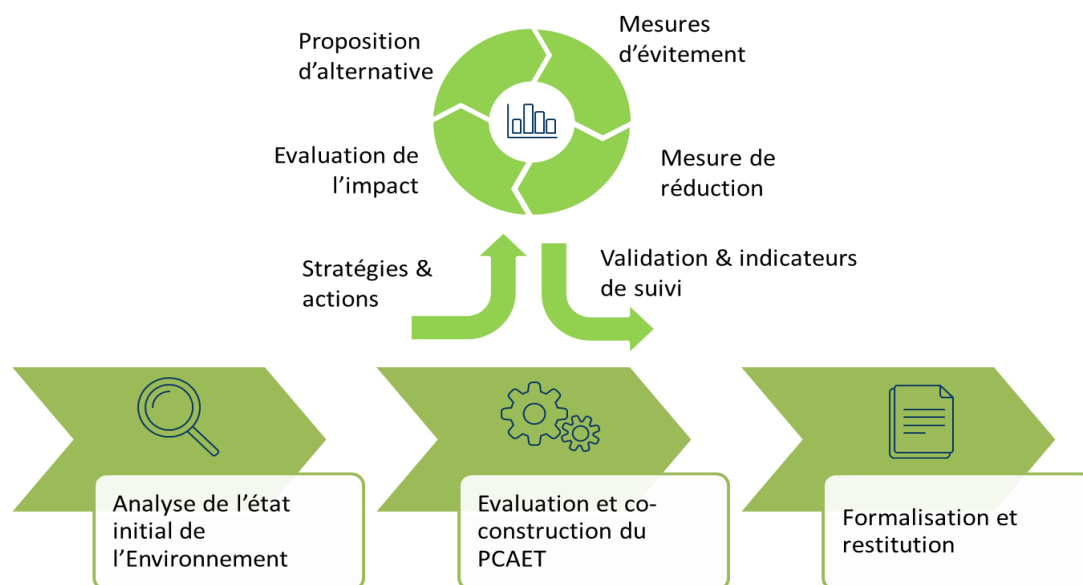 Proposition
d'alternative
Mesures
d'évitement
Evaluation de
l'impact
Mesure de
réduction
Stratégies &
actions
Validation & indicateurs
de suivi
Analyse de l'état
initial de
l'Environnement
Evaluation et co-
construction du
PCAET
Formalisation et
restitution